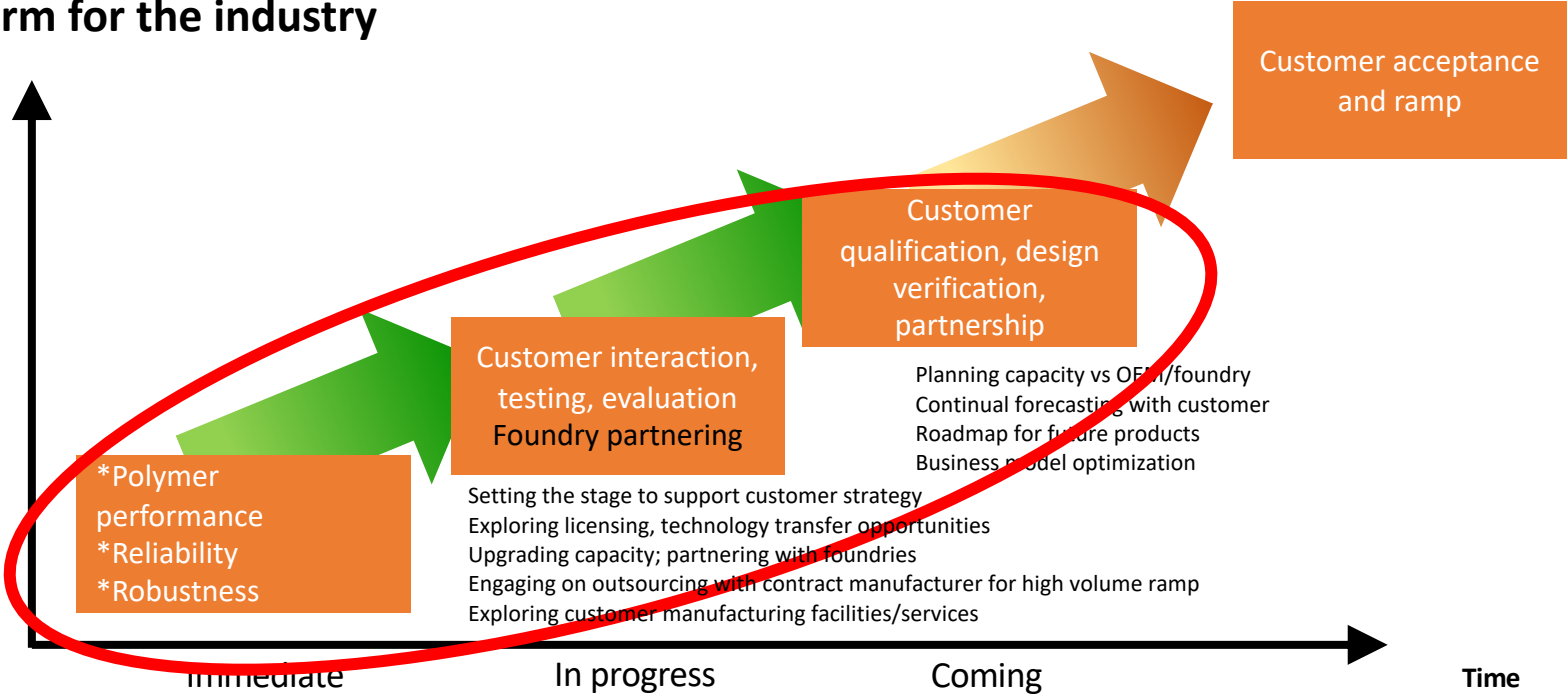 rm for the industry
Customer acceptance
and ramp
Customer
qualification, design
verification,
partnership
Planning capacity vs OEM/foundry
Continual forecasting with customer
Roadmap for future products
Business model optimization
Customer interaction,
testing, evaluation
Foundry partnering
Setting the stage to support customer strategy
Exploring licensing, technology transfer opportunities
Upgrading capacity; partnering with foundries
Engaging on outsourcing with contract manufacturer for high volume ramp
Exploring customer manufacturing facilities/services
*Polymer
performance
*Reliability
*Robustness
Immediate
In progress
Coming
Time